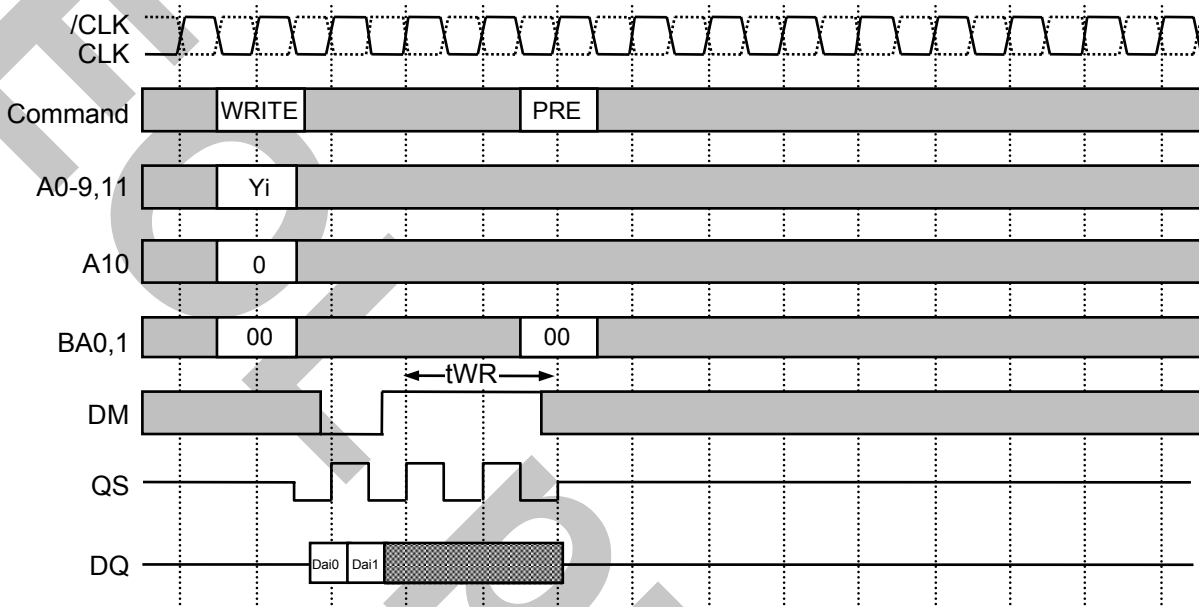 /CLK
CLK
Command WRITE PRE
A0-9,11 Yi
A10 0
BA0,1 00 00
tWR
DM
QS
DQ Dai0 Dai1